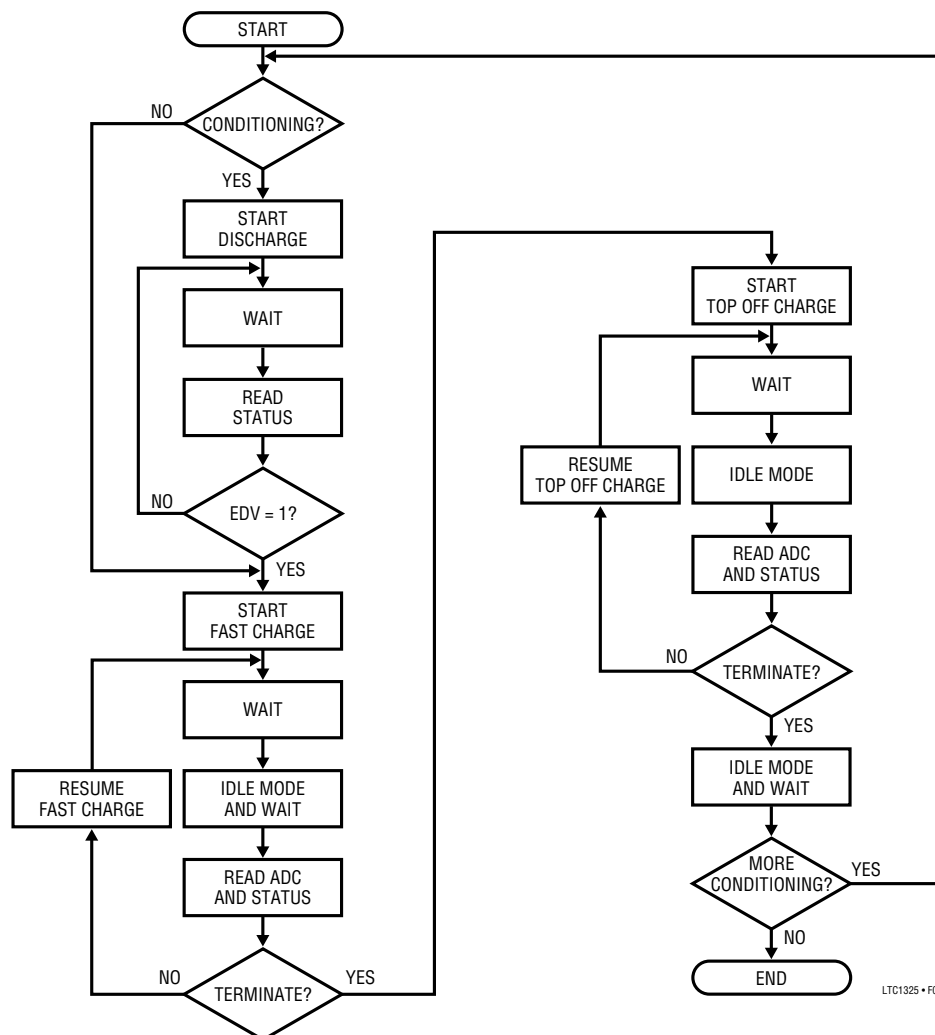 START
NO
CONDITIONING?
YES
START
DISCHARGE
WAIT
READ
STATUS
NO
EDV = 1?
YES
START
FAST CHARGE
WAIT
RESUME
FAST CHARGE
IDLE MODE
AND WAIT
READ ADC
AND STATUS
NO
YES
TERMINATE?
START
TOP OFF CHARGE
WAIT
RESUME
TOP OFF CHARGE
IDLE MODE
READ ADC
AND STATUS
NO
TERMINATE?
YES
IDLE MODE
AND WAIT
MORE
CONDITIONING?
YES
NO
END
LTC1325 •